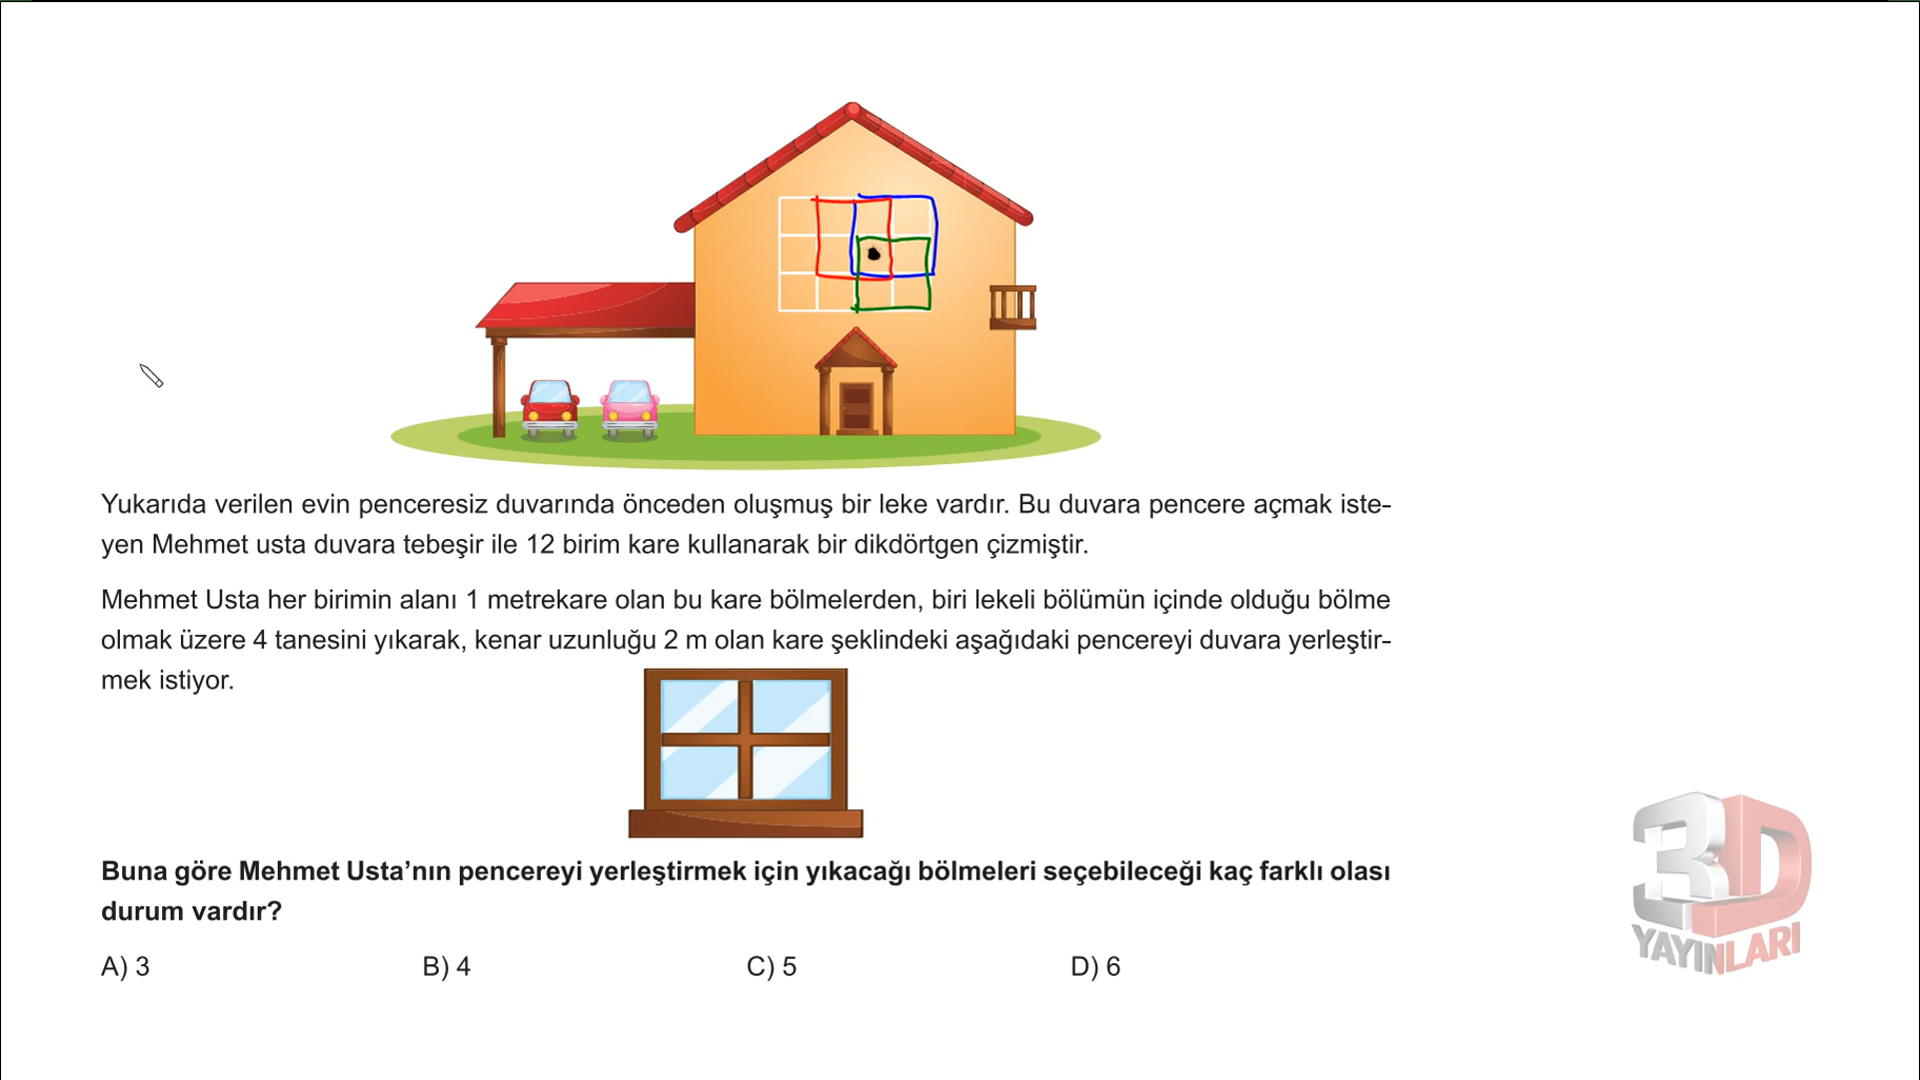 Yukarıda verilen evin penceresiz duvarında önceden oluşmuş bir leke vardır. Bu duvara pencere açmak iste-
yen Mehmet usta duvara tebeşir ile 12 birim kare kullanarak bir dikdörtgen çizmiştir.
Mehmet Usta her birimin alanı 1 metrekare olan bu kare bölmelerden, biri lekeli bölümün içinde olduğu bölme
olmak üzere 4 tanesini yıkarak, kenar uzunluğu 2 m olan kare şeklindeki aşağıdaki pencereyi duvara yerleştir-
mek istiyor.
Buna göre Mehmet Usta’nın pencereyi yerleştirmek için yıkacağı bölmeleri seçebileceği kaç farklı olası
durum vardır?
A) 3 B) 4 C) 5 D) 6
3D
YAYINLARI